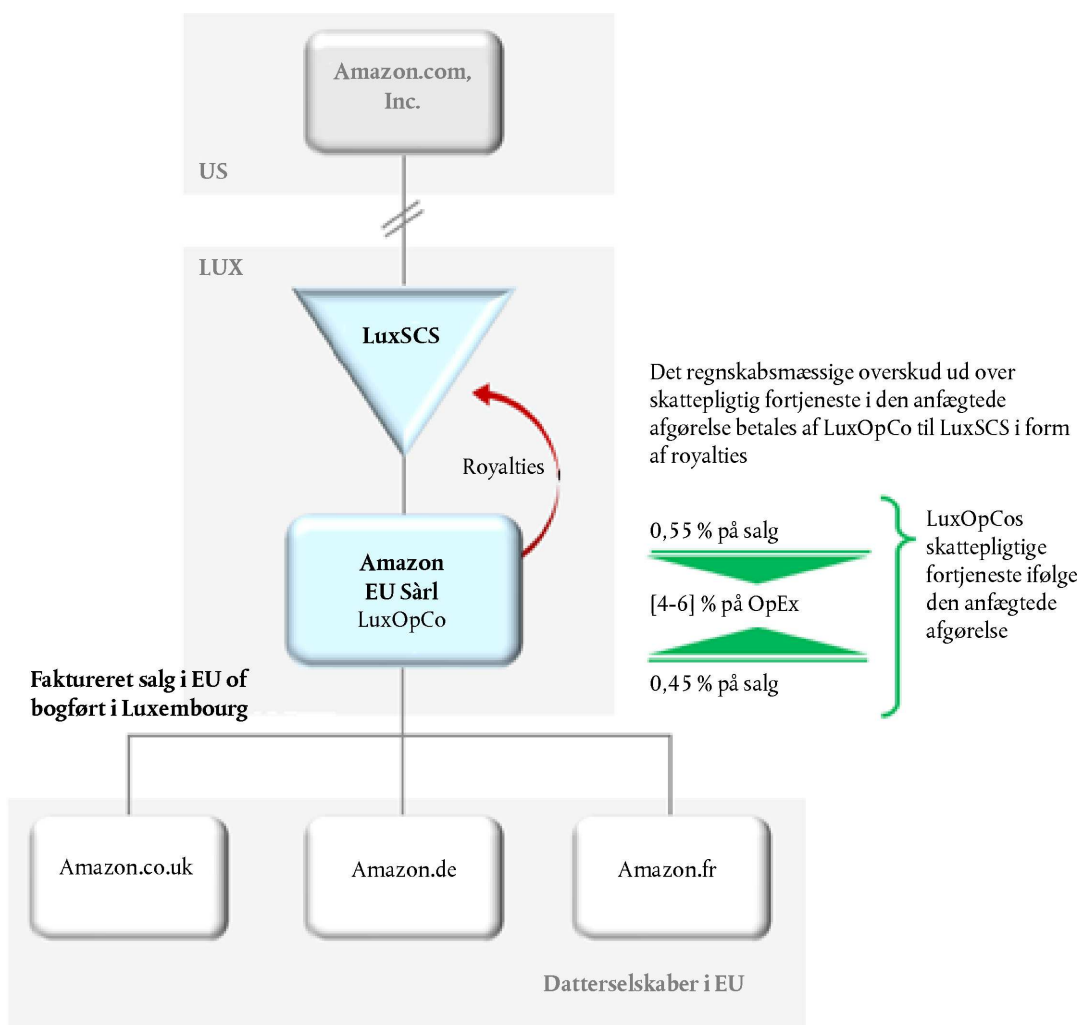 Amazon.com,
Inc.
US
LUX
LuxSCS
Royalties
Det regnskabsmæssige overskud ud over
skattepligtig fortjeneste i den anfægtede
afgørelse betales af LuxOpCo til LuxSCS i form
af royalties
0,55 % på salg
[4-6] % på OpEx
0,45 % på salg
LuxOpCos
skattepligtige
fortjeneste ifølge
den anfægtede
afgørelse
Amazon
EU Sàrl
LuxOpCo
Faktureret salg i EU of
bogført i Luxembourg
Amazon.co.uk
Amazon.de
Amazon.fr
Datterselskaber i EU